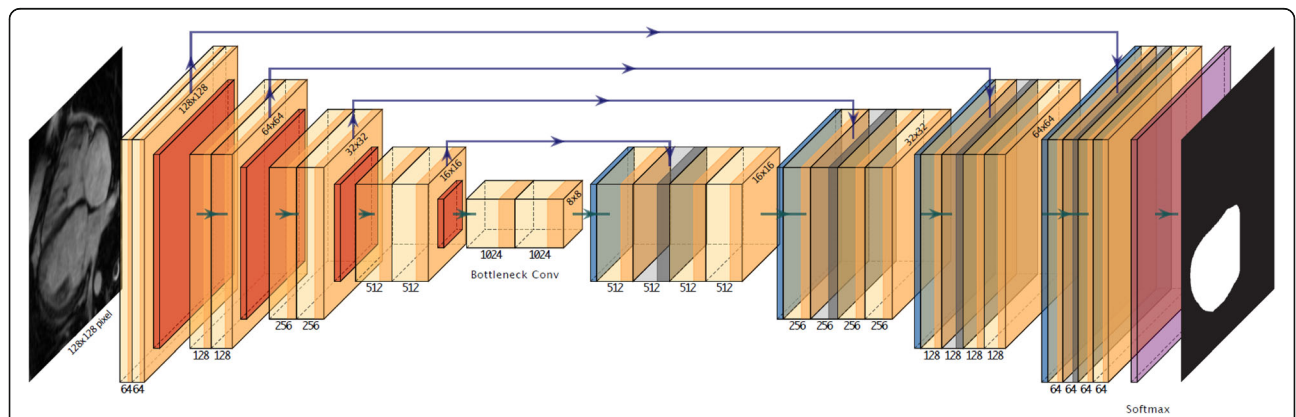 128x128 pixel
64 64
128x128
128 128
64x64
256 256
32x32
512 512
16x16
1024 1024
8x8
Bottleneck Conv
512 512 512 512
16x16
256 256 256 256
32x32
128 128 128 128
64x64
64 64 64 64
Softmax